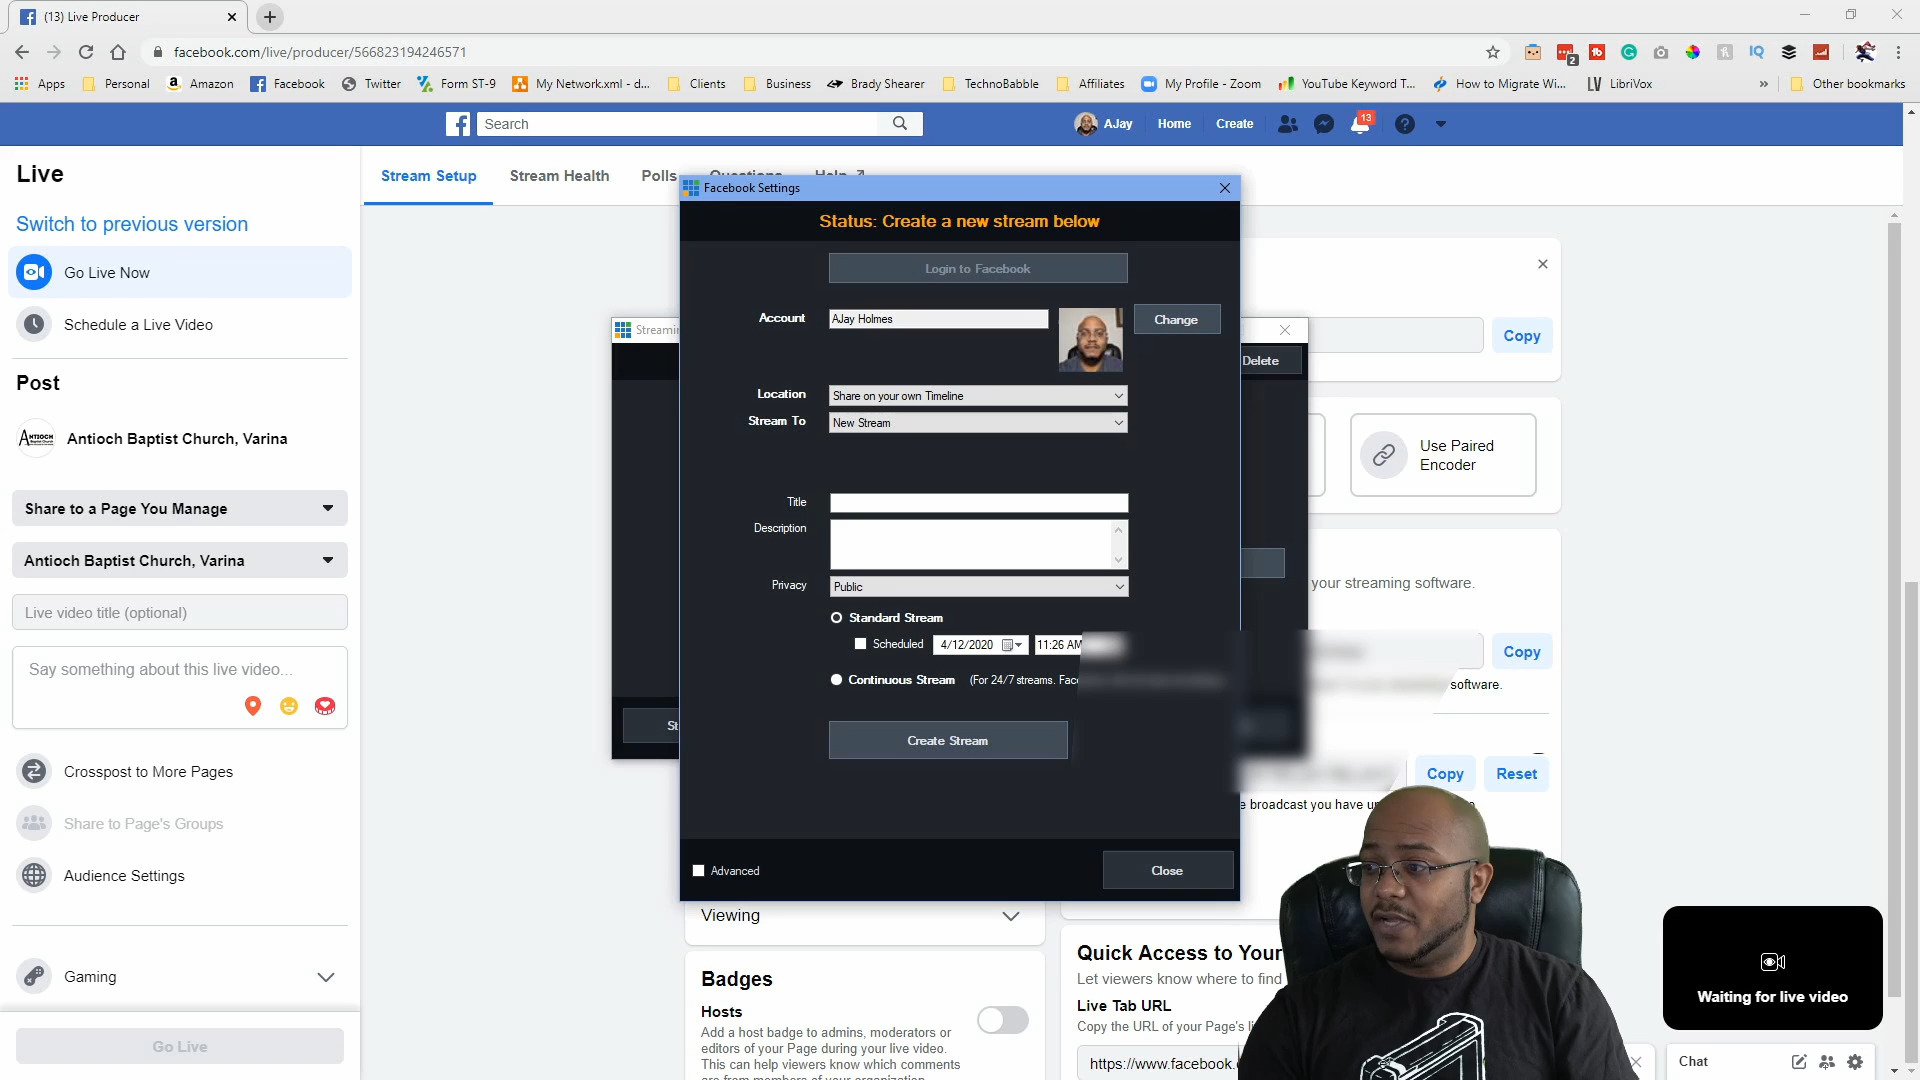 (13) Live Producer
facebook.com/live/producer/566823194246571
2
Apps Personal Amazon Facebook Twitter Form ST-9 My Network.xml - d... Clients Business Brady Shearer TechnoBabble Affiliates My Profile - Zoom YouTube Keyword T... How to Migrate Wi... LibriVox » Other bookmarks
Search
AJay Home Create 13
Live
Switch to previous version
Go Live Now
Schedule a Live Video
Post
Antioch Baptist Church, Varina
Share to a Page You Manage
Antioch Baptist Church, Varina
Live video title (optional)
Say something about this live video...
Crosspost to More Pages
Share to Page's Groups
Audience Settings
Gaming
Go Live
Stream Setup Stream Health Polls
Facebook Settings
Status: Create a new stream below
Login to Facebook
Account AJay Holmes Change
Location Share on your own Timeline
Stream To New Stream
Title
Description
Privacy Public
Standard Stream
Scheduled 4/12/2020 11:26 AM
Continuous Stream (For 24/7 streams.
Create Stream
Advanced
Close
Delete
Copy
Use Paired
Encoder
your streaming software.
Copy
software.
Copy Reset
broadcast you have
Viewing
Badges
Hosts
Add a host badge to admins, moderators or
editors of your Page during your live video.
This can help viewers know which comments
Quick Access to Your
Let viewers know where to find
Live Tab URL
Copy the URL of your Page's
https://www.facebook.
Waiting for live video
Chat